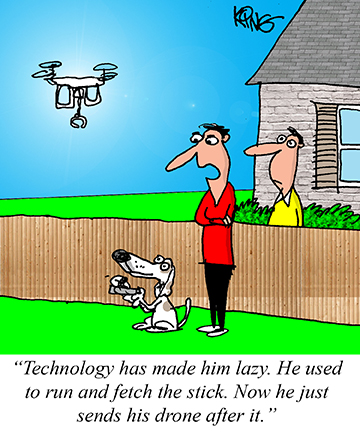 KING
“Technology has made him lazy. He used
to run and fetch the stick. Now he just
sends his drone after it.”